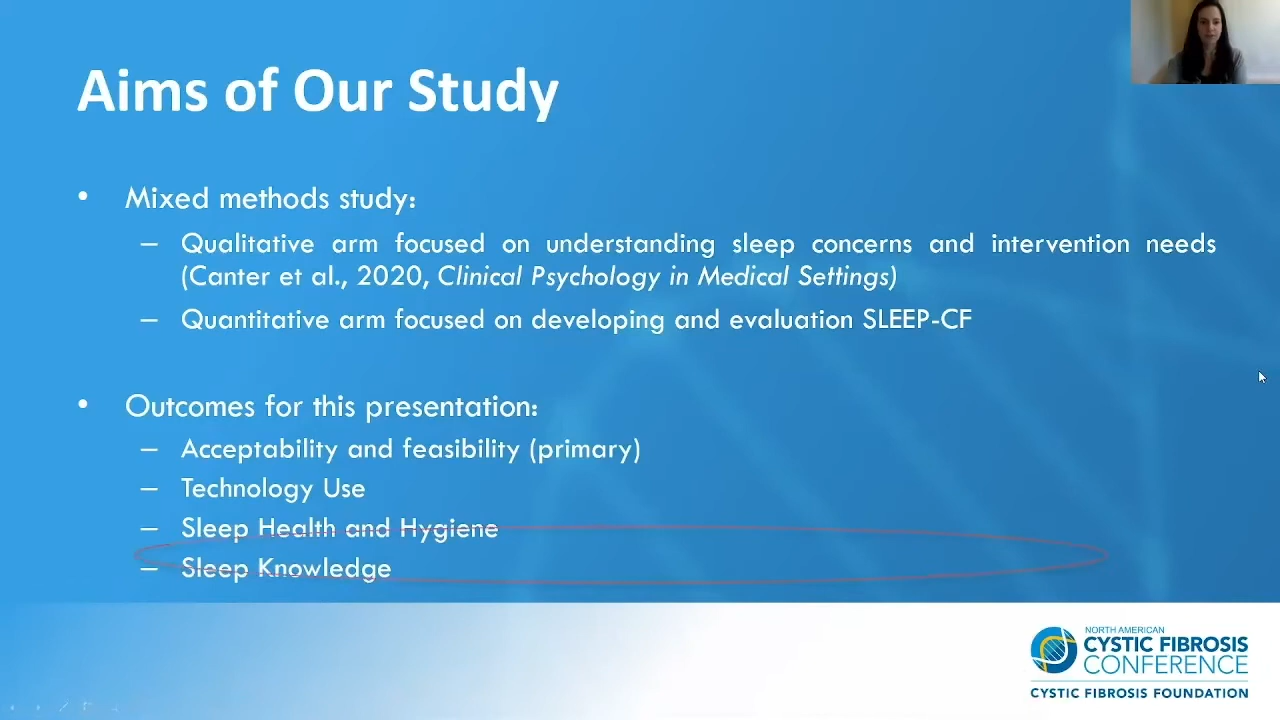 Aims of Our Study
• Mixed methods study:
– Qualitative arm focused on understanding sleep concerns and intervention needs
(Canter et al., 2020, Clinical Psychology in Medical Settings)
– Quantitative arm focused on developing and evaluation SLEEP-CF
• Outcomes for this presentation:
– Acceptability and feasibility (primary)
– Technology Use
– Sleep Health and Hygiene
– Sleep Knowledge
NORTH AMERICAN
CYSTIC FIBROSIS
CONFERENCE
CYSTIC FIBROSIS FOUNDATION